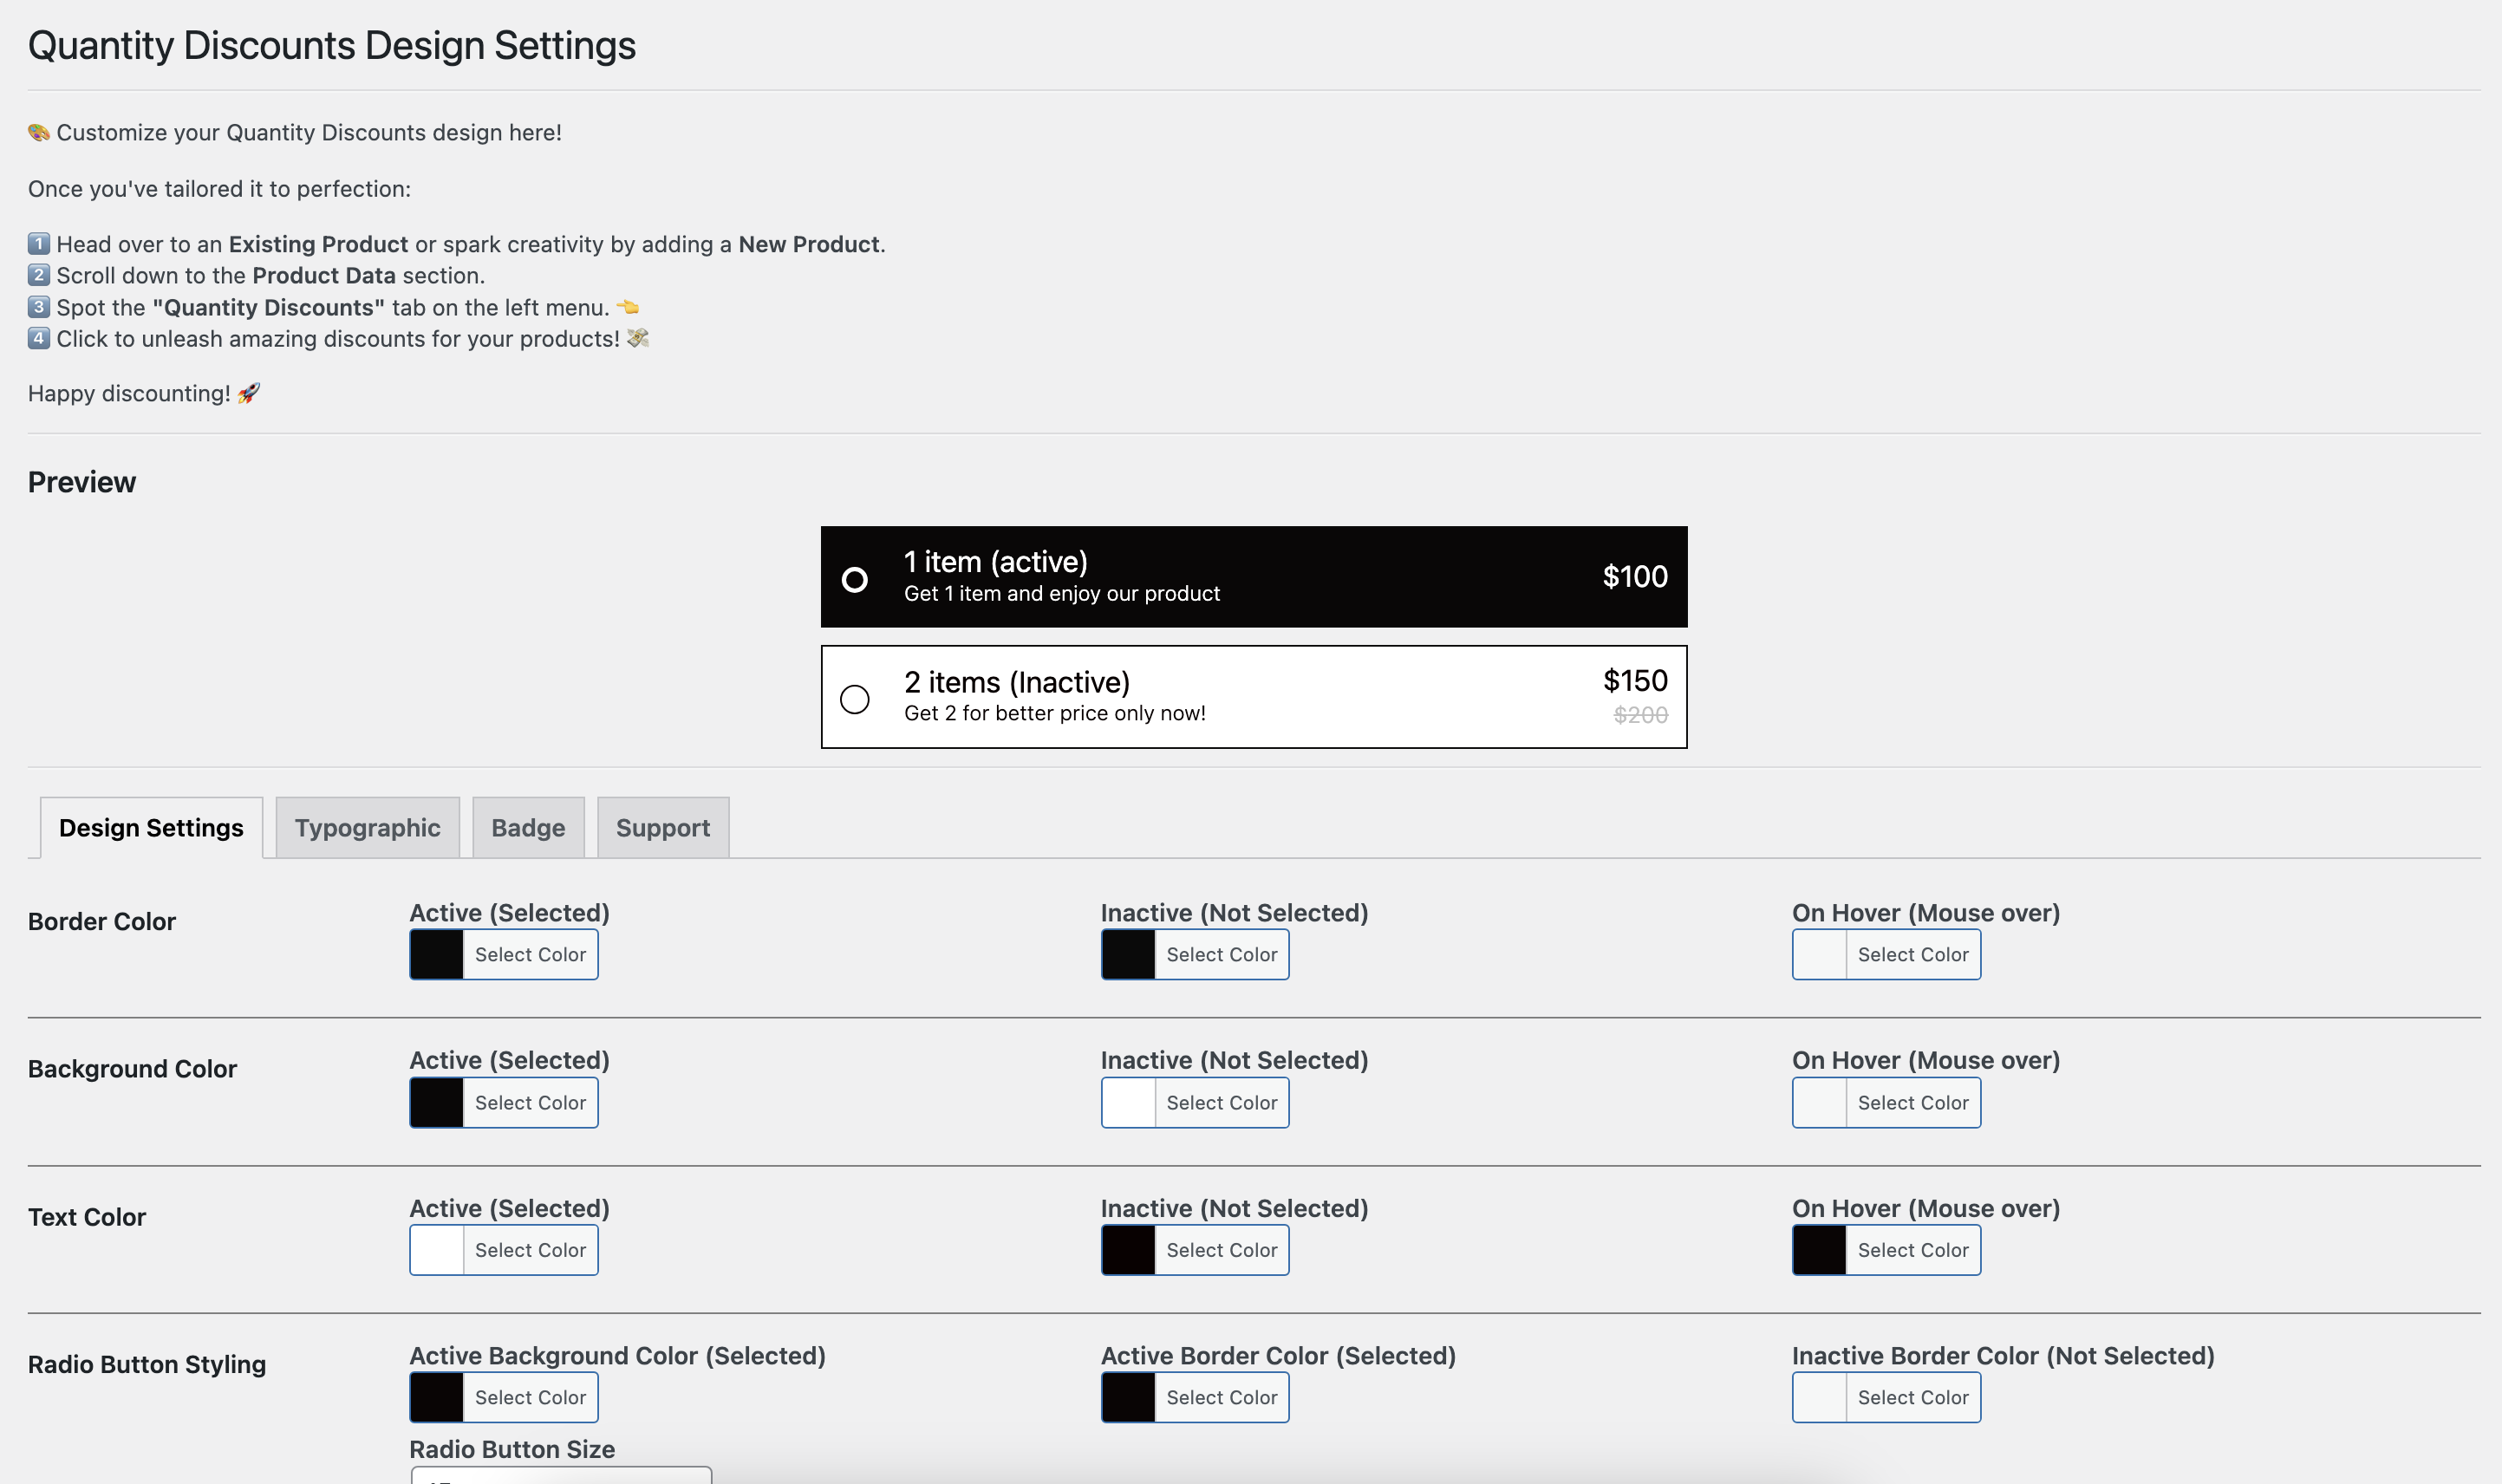 Quantity Discounts Design Settings
🎨 Customize your Quantity Discounts design here!
Once you've tailored it to perfection:
1️⃣ Head over to an Existing Product or spark creativity by adding a New Product.
2️⃣ Scroll down to the Product Data section.
3️⃣ Spot the "Quantity Discounts" tab on the left menu. 👈
4️⃣ Click to unleash amazing discounts for your products! 💸
Happy discounting! 🚀
Preview
1 item (active)
Get 1 item and enjoy our product
$100
2 items (Inactive)
Get 2 for better price only now!
$150
$200
Design Settings
Typographic
Badge
Support
Border Color
Active (Selected)
Select Color
Inactive (Not Selected)
Select Color
On Hover (Mouse over)
Select Color
Background Color
Active (Selected)
Select Color
Inactive (Not Selected)
Select Color
On Hover (Mouse over)
Select Color
Text Color
Active (Selected)
Select Color
Inactive (Not Selected)
Select Color
On Hover (Mouse over)
Select Color
Radio Button Styling
Active Background Color (Selected)
Select Color
Active Border Color (Selected)
Select Color
Inactive Border Color (Not Selected)
Select Color
Radio Button Size